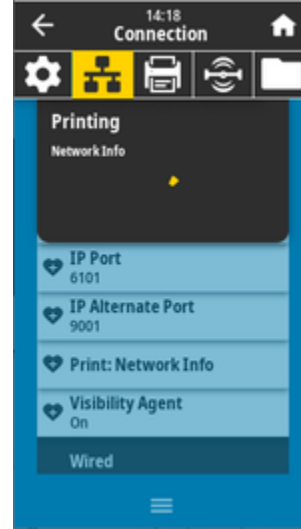 14:18
Connection
Printing
Network Info
IP Port
6101
IP Alternate Port
9001
Print: Network Info
Visibility Agent
On
Wired